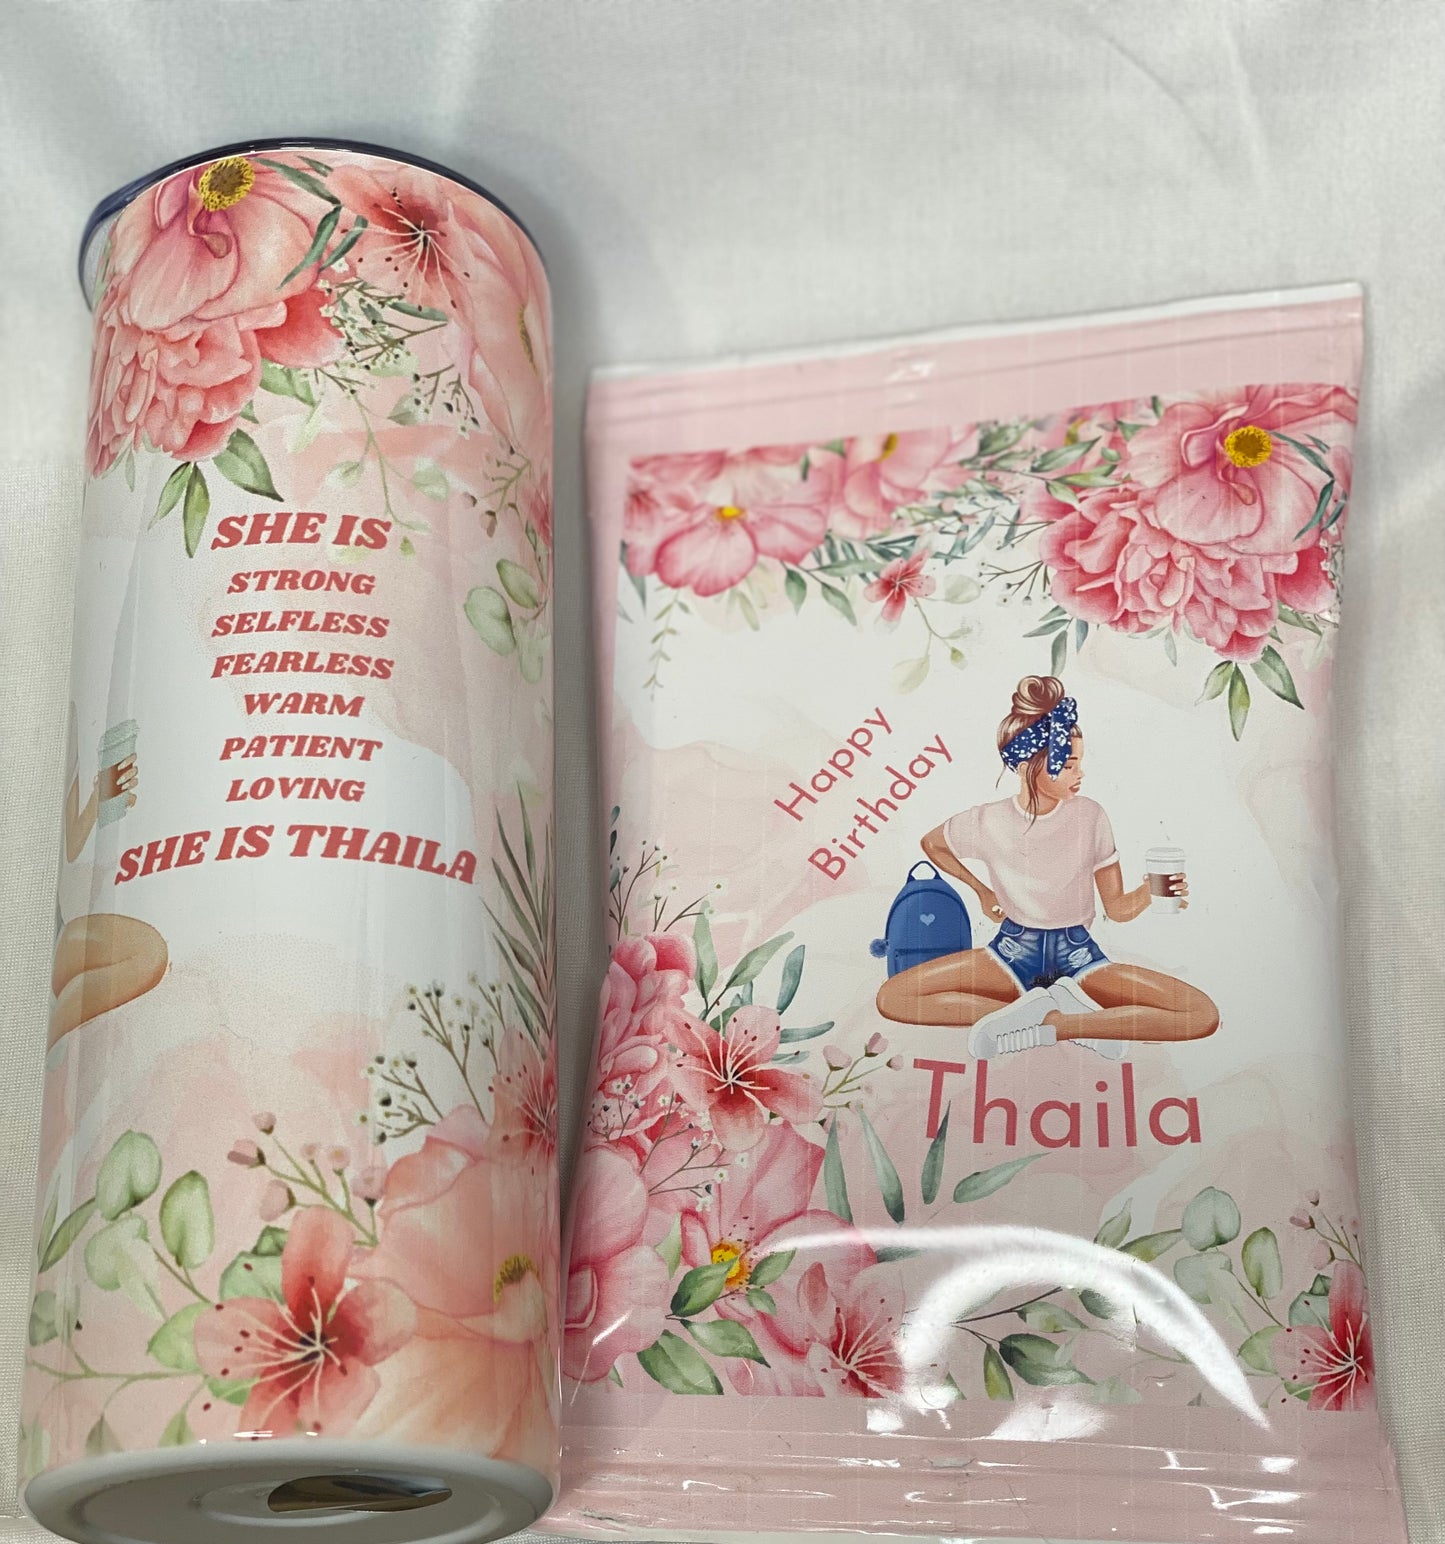 SHE IS
STRONG
SELFLESS
FEARLESS
WARM
PATIENT
LOVING
SHE IS THAILA
Happy
Birthday
Thaila